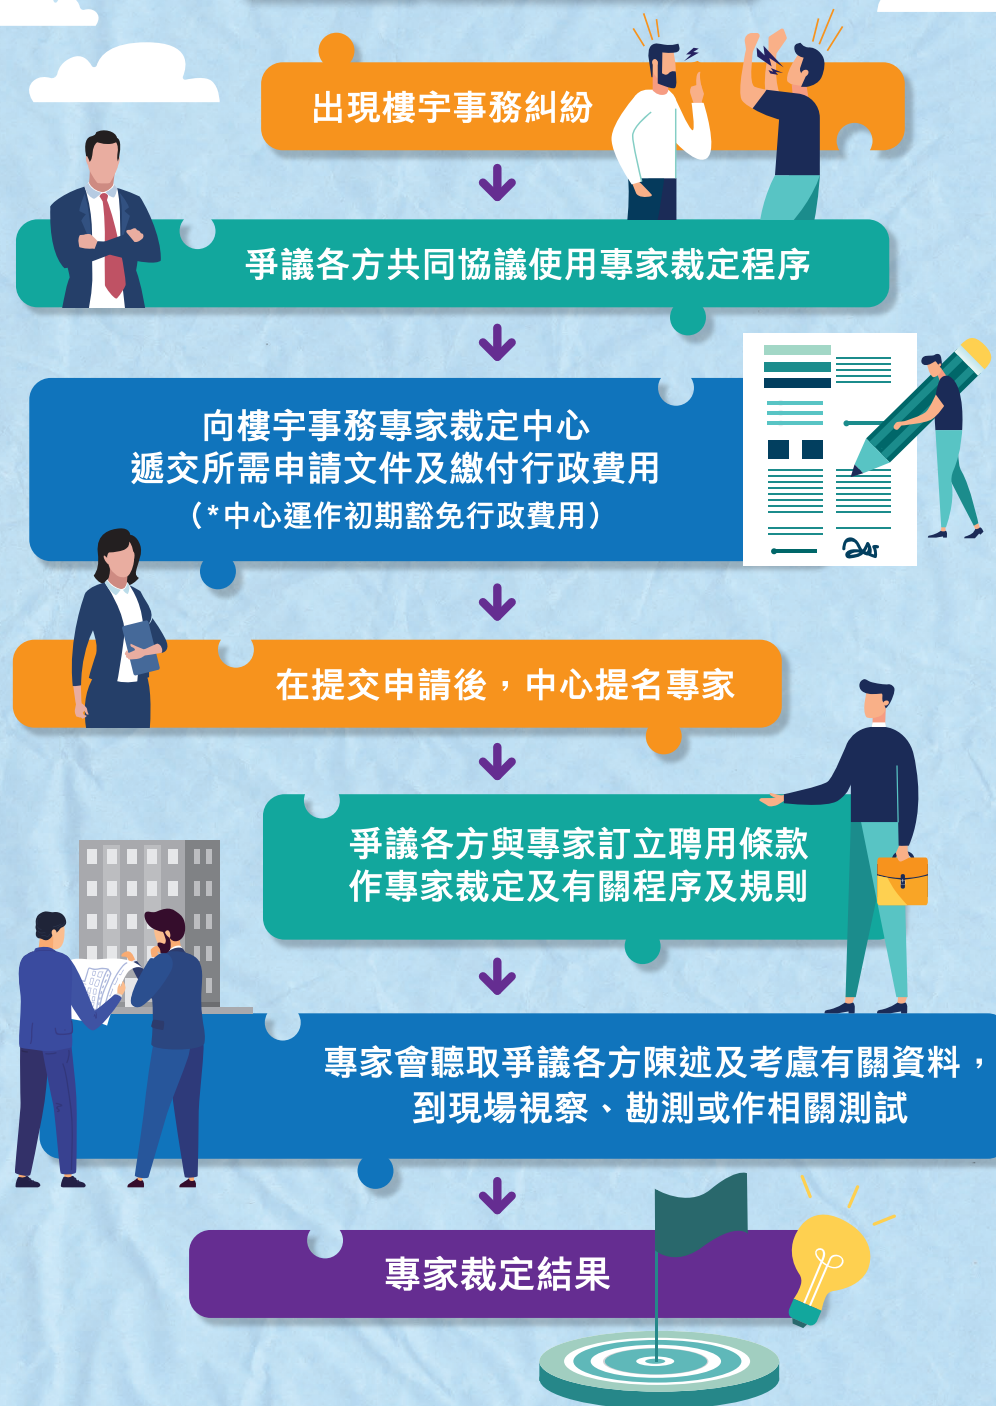 出現樓宇事務糾紛
爭議各方共同協議使用專家裁定程序
向樓宇事務專家裁定中心
遞交所需申請文件及繳付行政費用
（*中心運作初期豁免行政費用）
在提交申請後，中心提名專家
爭議各方與專家訂立聘用條款
作專家裁定及有關程序及規則
專家會聽取爭議各方陳述及考慮有關資料，
到現場視察、勘測或作相關測試
專家裁定結果